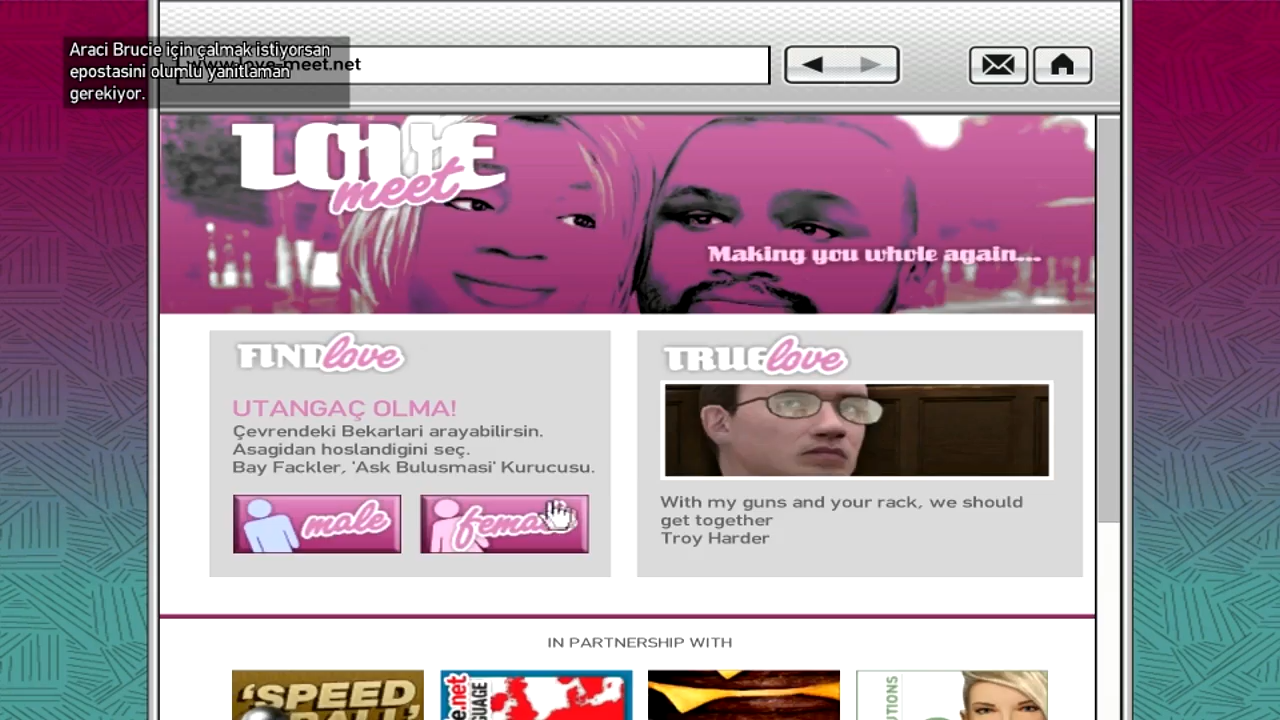 Araci Brucie için çalmak istiyorsan
epostasini olumlu yanitlaman
gerekiyor.
www.love-meet.net
LOVE
meet
Making you whole again...
FIND love
UTANGAÇ OLMA!
Çevrendeki Bekarlari arayabilirsin.
Asagidan hoslandigini seç.
Bay Fackler, 'Ask Bulusmasi' Kurucusu.
male
TRUE love
With my guns and your rack, we should
get together
Troy Harder
IN PARTNERSHIP WITH
'SPEED
BALL'